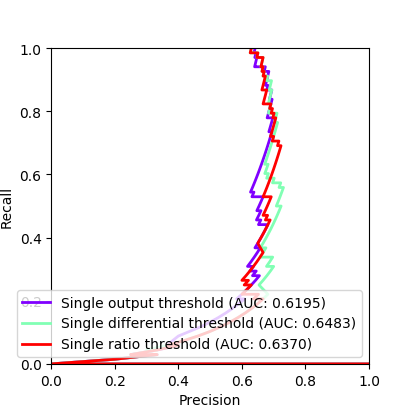 1.0
0.8
0.6
0.4
0.2
0.0
Recall
Single output threshold (AUC: 0.6195)
Single differential threshold (AUC: 0.6483)
Single ratio threshold (AUC: 0.6370)
0.0 0.2 0.4 0.6 0.8 1.0
Precision